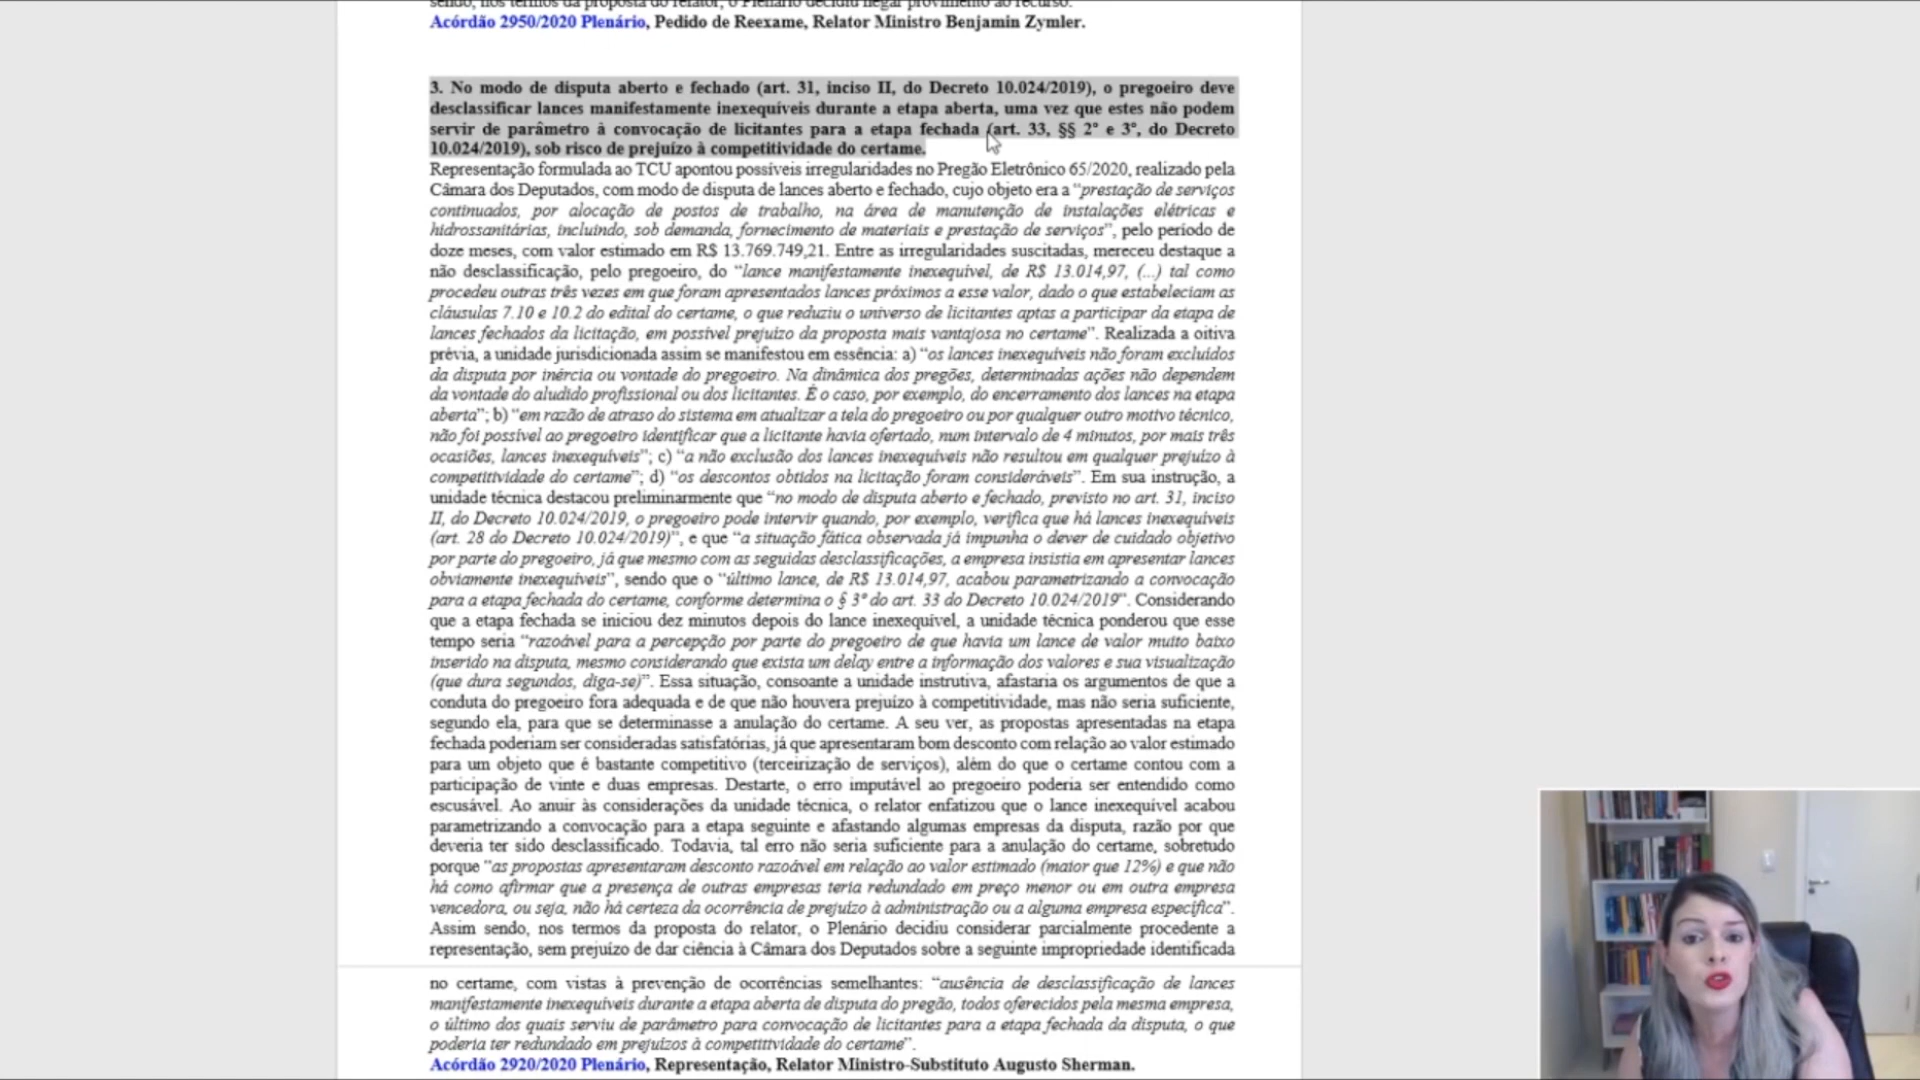 sendo, nos termos da proposta do relator, o Plenário decidiu negar provimento ao recurso.
Acórdão 2950/2020 Plenário, Pedido de Reexame, Relator Ministro Benjamin Zymler.
3. No modo de disputa aberto e fechado (art. 31, inciso II, do Decreto 10.024/2019), o pregoeiro deve
desclassificar lances manifestamente inexequíveis durante a etapa aberta, uma vez que estes não podem
servir de parâmetro à convocação de licitantes para a etapa fechada (art. 33, §§ 2º e 3º, do Decreto
10.024/2019), sob risco de prejuízo à competitividade do certame.
Representação formulada ao TCU apontou possíveis irregularidades no Pregão Eletrônico 65/2020, realizado pela
Câmara dos Deputados, com modo de disputa de lances aberto e fechado, cujo objeto era a “prestação de serviços
continuados, por alocação de postos de trabalho, na área de manutenção de instalações elétricas e
hidrossanitárias, incluindo, sob demanda, fornecimento de materiais e prestação de serviços”, pelo período de
doze meses, com valor estimado em R$ 13.769.749,21. Entre as irregularidades suscitadas, mereceu destaque a
não desclassificação, pelo pregoeiro, do “lance manifestamente inexequível, de R$ 13.014,97, (...) tal como
procedeu outras três vezes em que foram apresentados lances próximos a esse valor, dado o que estabeleciam as
cláusulas 7.10 e 10.2 do edital do certame, o que reduziu o universo de licitantes aptas a participar da etapa de
lances fechados da licitação, em possível prejuízo da proposta mais vantajosa no certame”. Realizada a oitiva
prévia, a unidade jurisdicionada assim se manifestou em essência: a) “os lances inexequíveis não foram excluídos
da disputa por inércia ou vontade do pregoeiro. Na dinâmica dos pregões, determinadas ações não dependem
da vontade do aludido profissional ou dos licitantes. É o caso, por exemplo, do encerramento dos lances na etapa
aberta”; b) “em razão de atraso do sistema em atualizar a tela do pregoeiro ou por qualquer outro motivo técnico,
não foi possível ao pregoeiro identificar que a licitante havia ofertado, num intervalo de 4 minutos, por mais três
ocasiões, lances inexequíveis”; c) “a não exclusão dos lances inexequíveis não resultou em qualquer prejuízo à
competitividade do certame”; d) “os descontos obtidos na licitação foram consideráveis”. Em sua instrução, a
unidade técnica destacou preliminarmente que “no modo de disputa aberto e fechado, previsto no art. 31, inciso
II, do Decreto 10.024/2019, o pregoeiro pode intervir quando, por exemplo, verifica que há lances inexequíveis
(art. 28 do Decreto 10.024/2019)”, e que “a situação fática observada já impunha o dever de cuidado objetivo
por parte do pregoeiro, já que mesmo com as seguidas desclassificações, a empresa insistia em apresentar lances
obviamente inexequíveis”, sendo que o “último lance, de R$ 13.014,97, acabou parametrizando a convocação
para a etapa fechada do certame, conforme determina o § 3º do art. 33 do Decreto 10.024/2019”. Considerando
que a etapa fechada se iniciou dez minutos depois do lance inexequível, a unidade técnica ponderou que esse
tempo seria “razoável para a percepção por parte do pregoeiro de que havia um lance de valor muito baixo
inserido na disputa, mesmo considerando que exista um delay entre a informação dos valores e sua visualização
(que dura segundos, diga-se)”. Essa situação, consoante a unidade instrutiva, afastaria os argumentos de que a
conduta do pregoeiro fora adequada e de que não houvera prejuízo à competitividade, mas não seria suficiente,
segundo ela, para que se determinasse a anulação do certame. A seu ver, as propostas apresentadas na etapa
fechada poderiam ser consideradas satisfatórias, já que apresentaram bom desconto com relação ao valor estimado
para um objeto que é bastante competitivo (terceirização de serviços), além do que o certame contou com a
participação de vinte e duas empresas. Destarte, o erro imputável ao pregoeiro poderia ser entendido como
escusável. Ao anuir às considerações da unidade técnica, o relator enfatizou que o lance inexequível acabou
parametrizando a convocação para a etapa seguinte e afastando algumas empresas da disputa, razão por que
deveria ter sido desclassificado. Todavia, tal erro não seria suficiente para a anulação do certame, sobretudo
porque “as propostas apresentaram desconto razoável em relação ao valor estimado (maior que 12%) e que não
há como afirmar que a presença de outras empresas teria redundado em preço menor ou em outra empresa
vencedora, ou seja, não há certeza da ocorrência de prejuízo à administração ou a alguma empresa específica”.
Assim sendo, nos termos da proposta do relator, o Plenário decidiu considerar parcialmente procedente a
representação, sem prejuízo de dar ciência à Câmara dos Deputados sobre a seguinte impropriedade identificada
no certame, com vistas à prevenção de ocorrências semelhantes: “ausência de desclassificação de lances
manifestamente inexequíveis durante a etapa aberta de disputa do pregão, todos oferecidos pela mesma empresa,
o último dos quais serviu de parâmetro para convocação de licitantes para a etapa fechada da disputa, o que
poderia ter redundado em prejuízos à competitividade do certame”.
Acórdão 2920/2020 Plenário, Representação, Relator Ministro-Substituto Augusto Sherman.